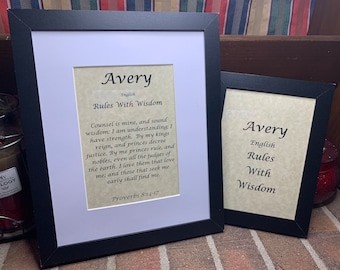 Avery
English
Rules With Wisdom
Counsel is mine, and sound
wisdom; I am understanding; I
have strength. By me kings
reign, and princes decree
justice. By me princes rule, and
nobles, even all the judges of
the earth. I love them that love
me; and those that seek me
early shall find me.
Proverbs 8:14-17
Avery
English
Rules
With
Wisdom